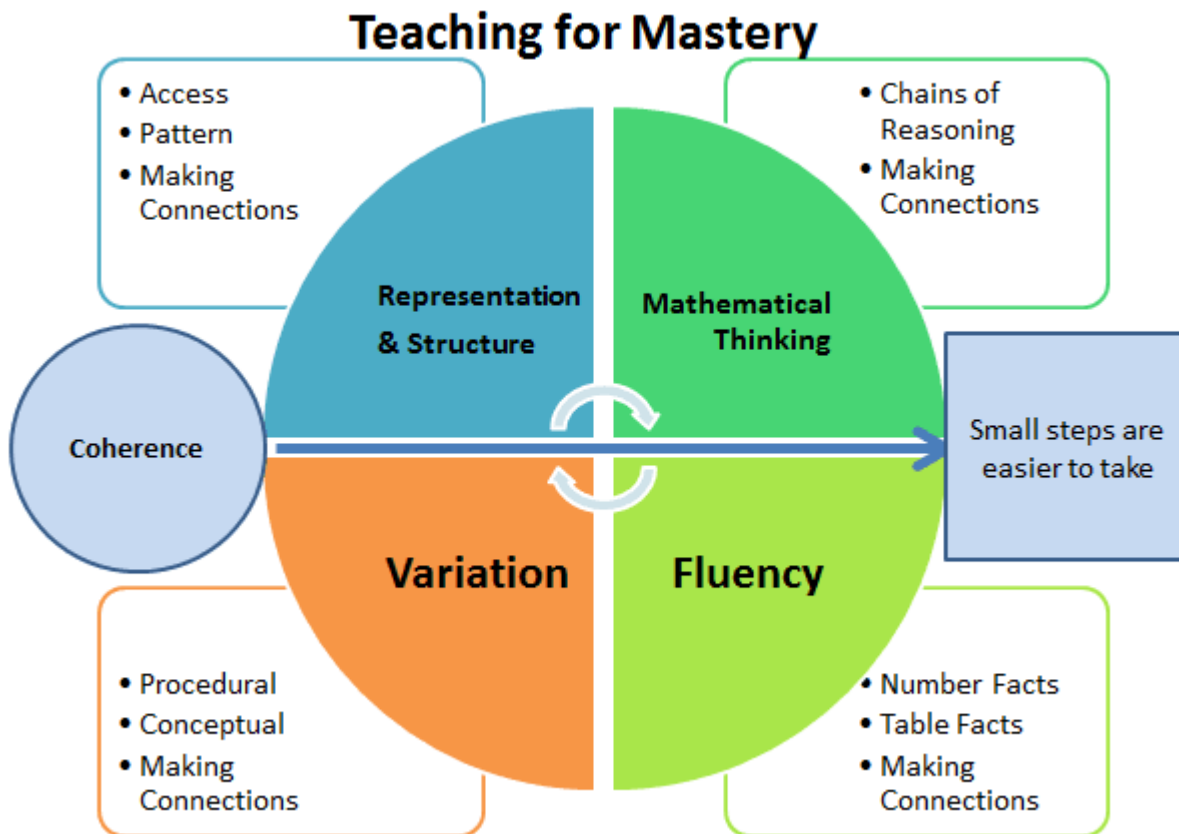 Teaching for Mastery
• Access
• Pattern
• Making
Connections
• Chains of
Reasoning
• Making
Connections
Representation
& Structure
Mathematical
Thinking
Coherence
Small steps are
easier to take
Variation
Fluency
• Procedural
• Conceptual
• Making
Connections
• Number Facts
• Table Facts
• Making
Connections